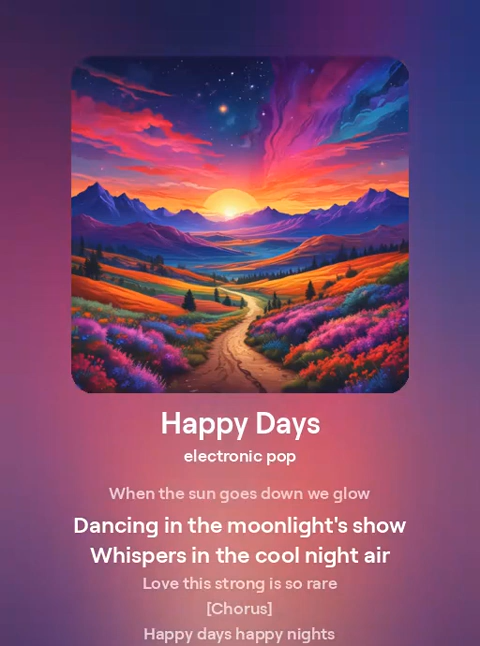 Happy Days
electronic pop
When the sun goes down we glow
Dancing in the moonlight's show
Whispers in the cool night air
Love this strong is so rare
[Chorus]
Happy days happy nights